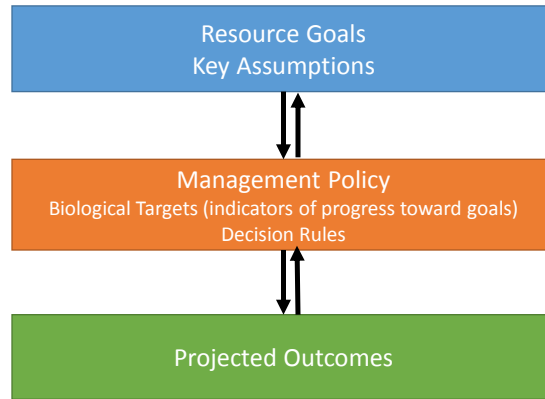 Resource Goals
Key Assumptions
Management Policy
Biological Targets (indicators of progress toward goals)
Decision Rules
Projected Outcomes